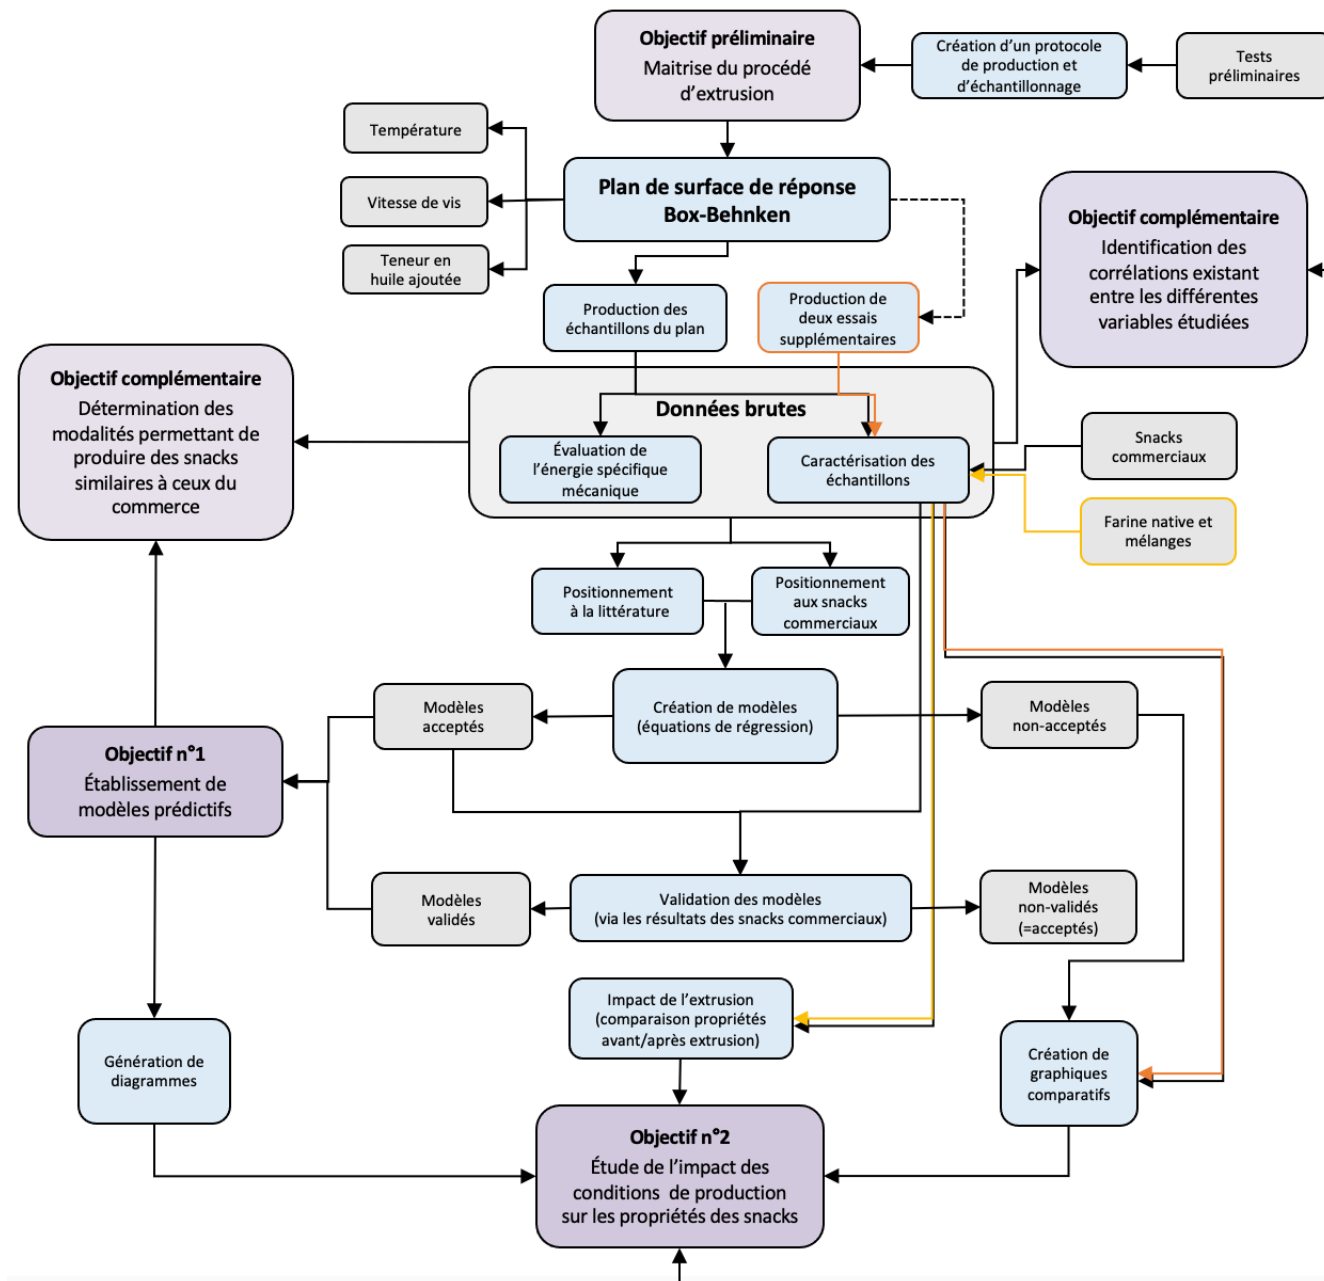 Objectif préliminaire
Maitrise du procédé
d’extrusion
Création d’un protocole
de production et
d’échantillonnage
Tests
préliminaires
Température
Vitesse de vis
Teneur en
huile ajoutée
Plan de surface de réponse
Box-Behnken
Objectif complémentaire
Identification des
corrélations existant
entre les différentes
variables étudiées
Production des
échantillons du plan
Production de
deux essais
supplémentaires
Objectif complémentaire
Détermination des
modalités permettant de
produire des snacks
similaires à ceux du
commerce
Données brutes
Évaluation de
l’énergie spécifique
mécanique
Caractérisation des
échantillons
Snacks
commerciaux
Farine native et
mélanges
Positionnement
à la littérature
Positionnement
aux snacks
commerciaux
Modèles
acceptés
Création de modèles
(équations de régression)
Modèles
non-acceptés
Objectif n°1
Établissement de
modèles prédictifs
Modèles
validés
Validation des modèles
(via les résultats des snacks commerciaux)
Modèles
non-validés
(=acceptés)
Impact de l’extrusion
(comparaison propriétés
avant/après extrusion)
Génération de
diagrammes
Création de
graphiques
comparatifs
Objectif n°2
Étude de l’impact des
conditions de production
sur les propriétés des snacks